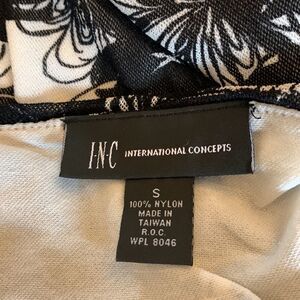 I·N·C INTERNATIONAL CONCEPTS
S
100% NYLON
MADE IN
TAIWAN
R.O.C.
WPL 8046